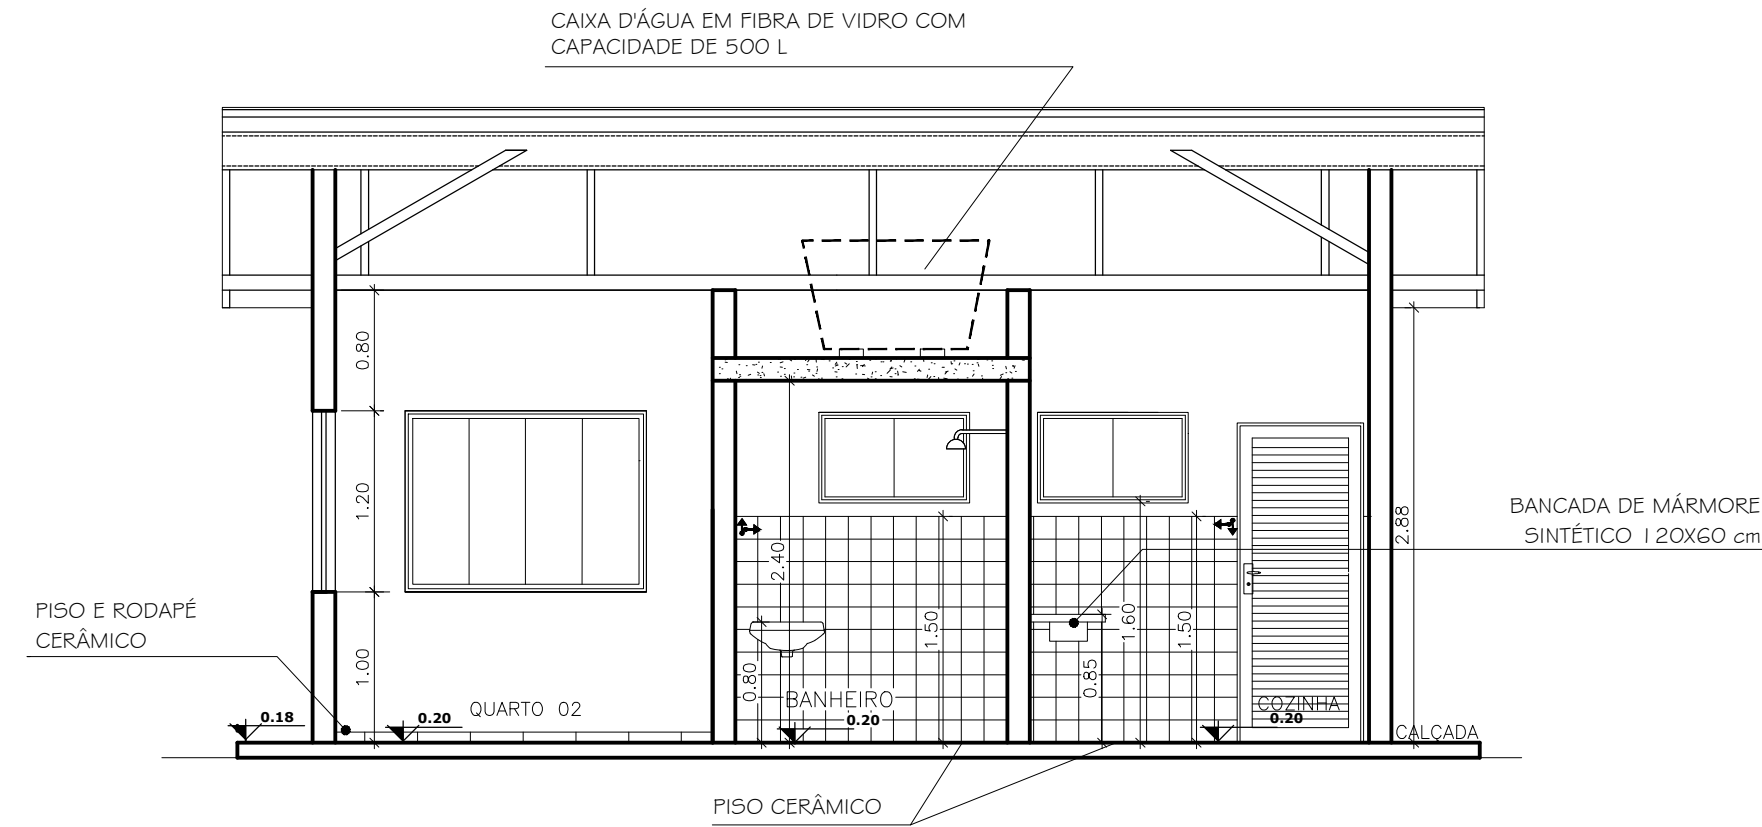 CAIXA D'ÁGUA EM FIBRA DE VIDRO COM
CAPACIDADE DE 500 L
0.80
1.20
2.88
BANCADA DE MÁRMORE
SINTÉTICO 120X60 cm
2.40
PISO E RODAPÉ
CERÂMICO
1.50
1.60
1.50
1.00
0.80
0.85
QUARTO 02
BANHEIRO
COZINHA
0.18
0.20
0.20
0.20
CALÇADA
PISO CERÂMICO